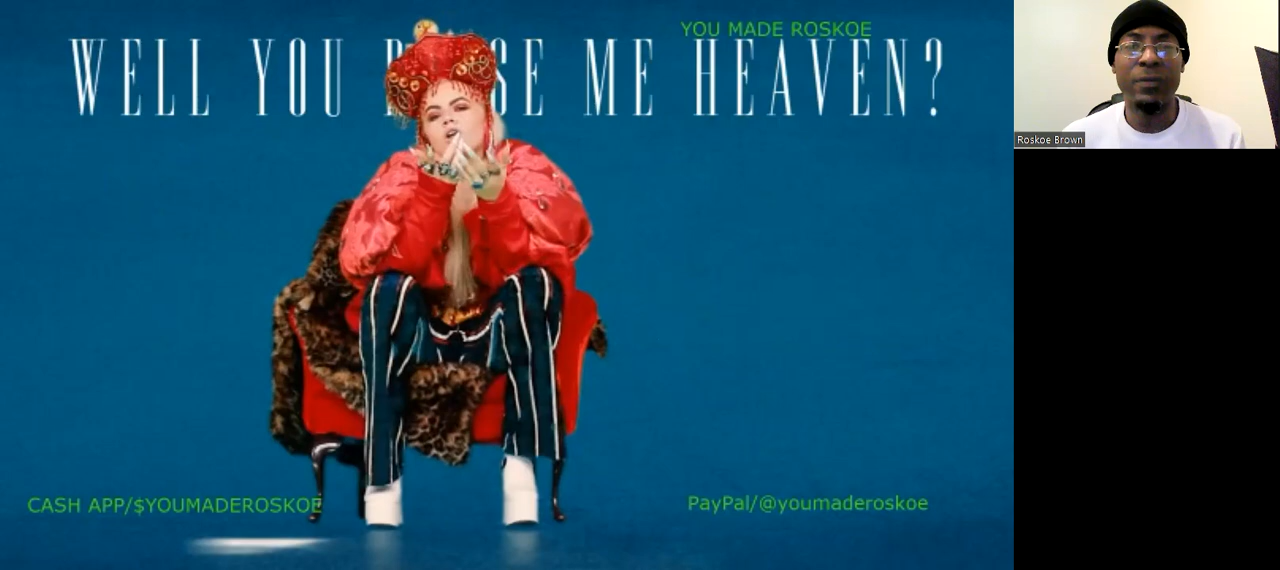 YOU MADE ROSKOE
WELL YOU ME HEAVEN?
Roskoe Brown
CASH APP/$YOUMADEROSKOE
PayPal/@youmaderoskoe